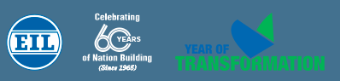 EIL
Celebrating
60 YEARS
of Nation Building
(Since 1965)
YEAR OF
TRANSFORMATION